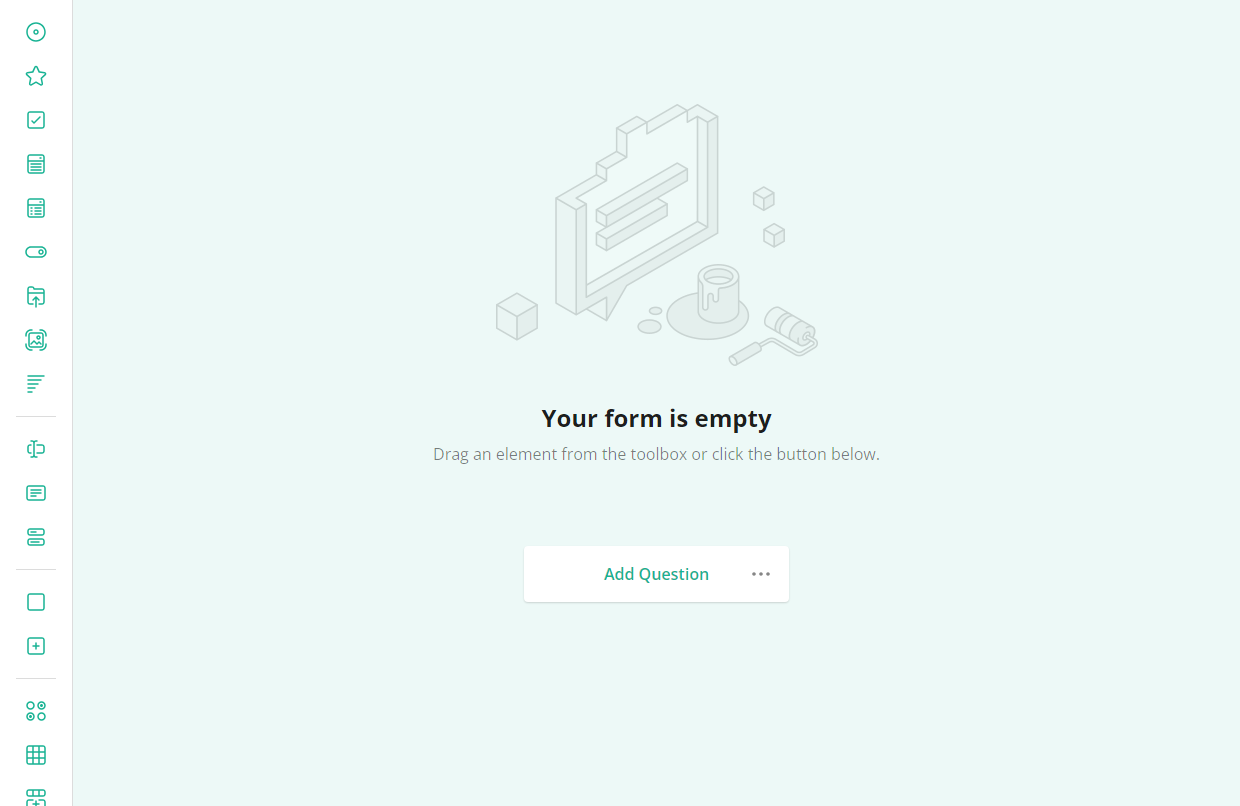 Your form is empty
Drag an element from the toolbox or click the button below.
Add Question